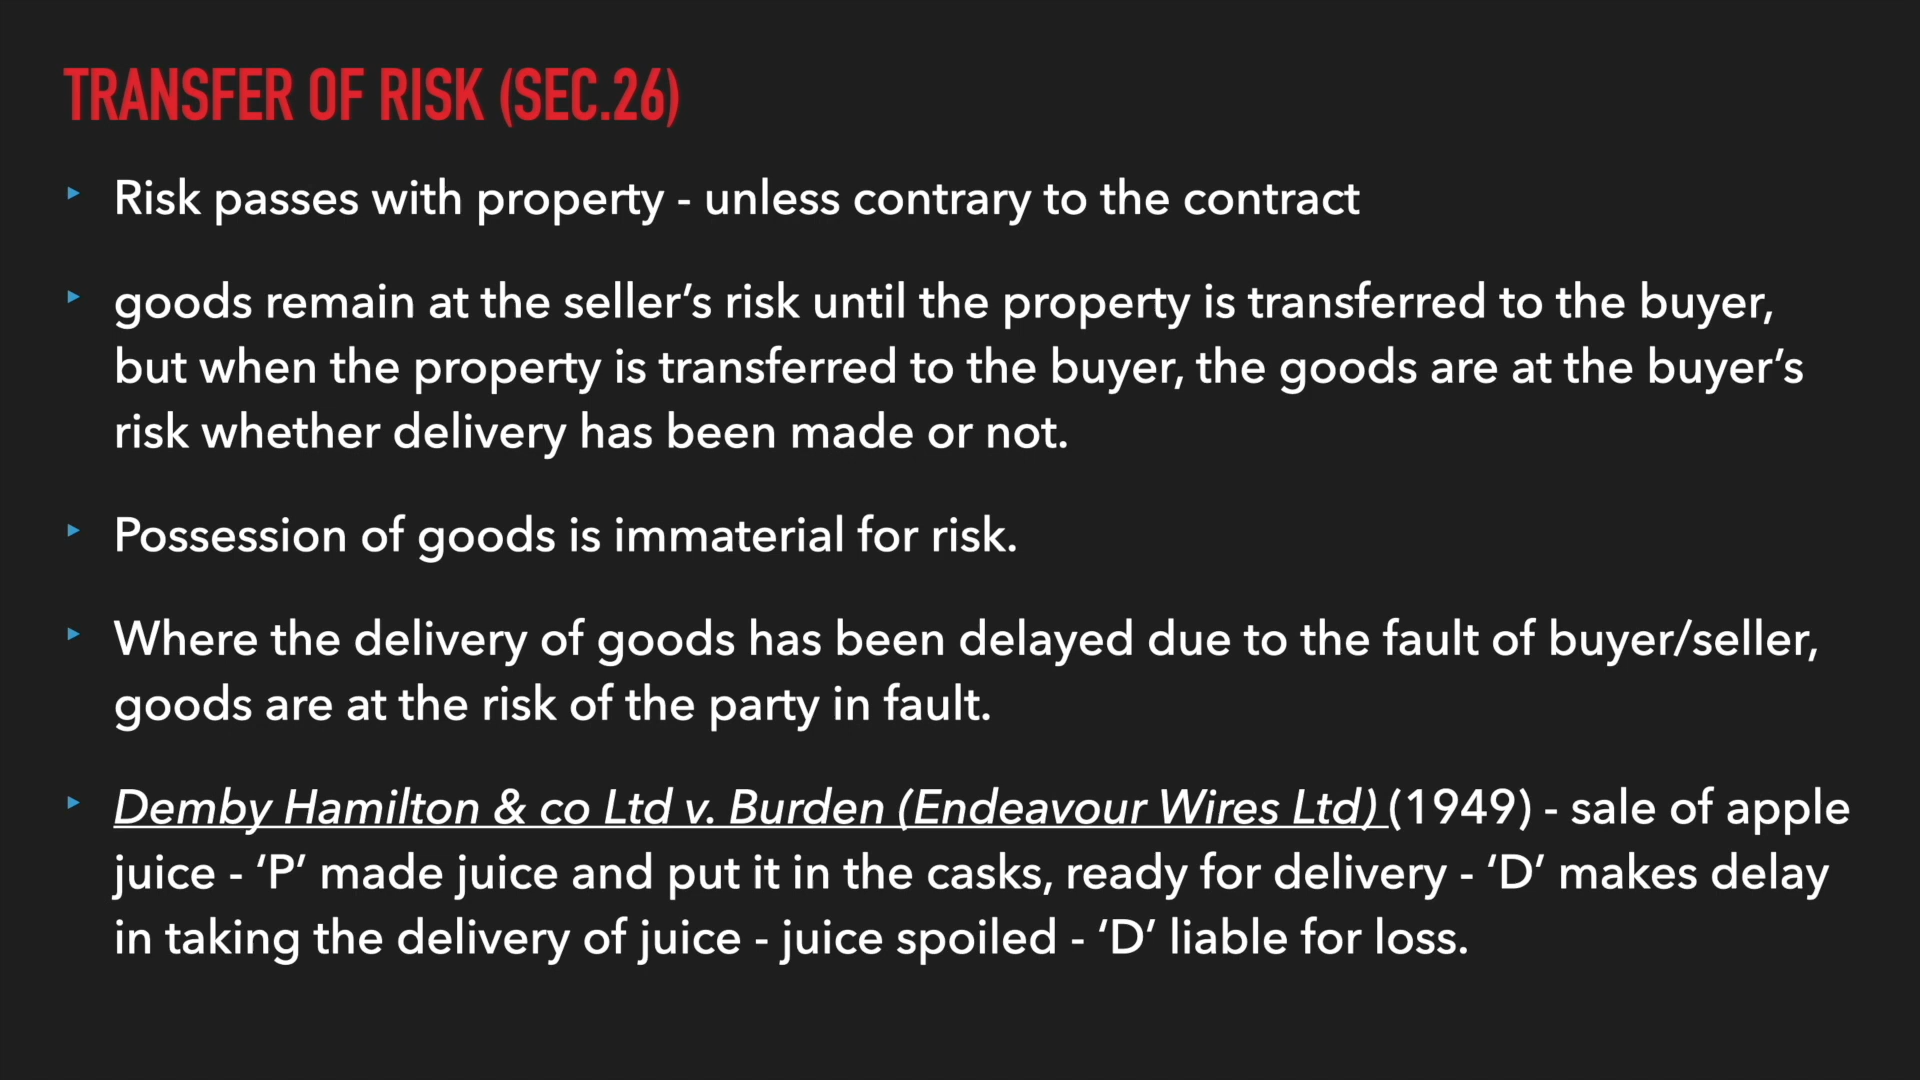 TRANSFER OF RISK (SEC.26)
‣ Risk passes with property - unless contrary to the contract
‣ goods remain at the seller’s risk until the property is transferred to the buyer,
but when the property is transferred to the buyer, the goods are at the buyer’s
risk whether delivery has been made or not.
‣ Possession of goods is immaterial for risk.
‣ Where the delivery of goods has been delayed due to the fault of buyer/seller,
goods are at the risk of the party in fault.
‣ Demby Hamilton & co Ltd v. Burden (Endeavour Wires Ltd) (1949) - sale of apple
juice - ‘P’ made juice and put it in the casks, ready for delivery - ‘D’ makes delay
in taking the delivery of juice - juice spoiled - ‘D’ liable for loss.